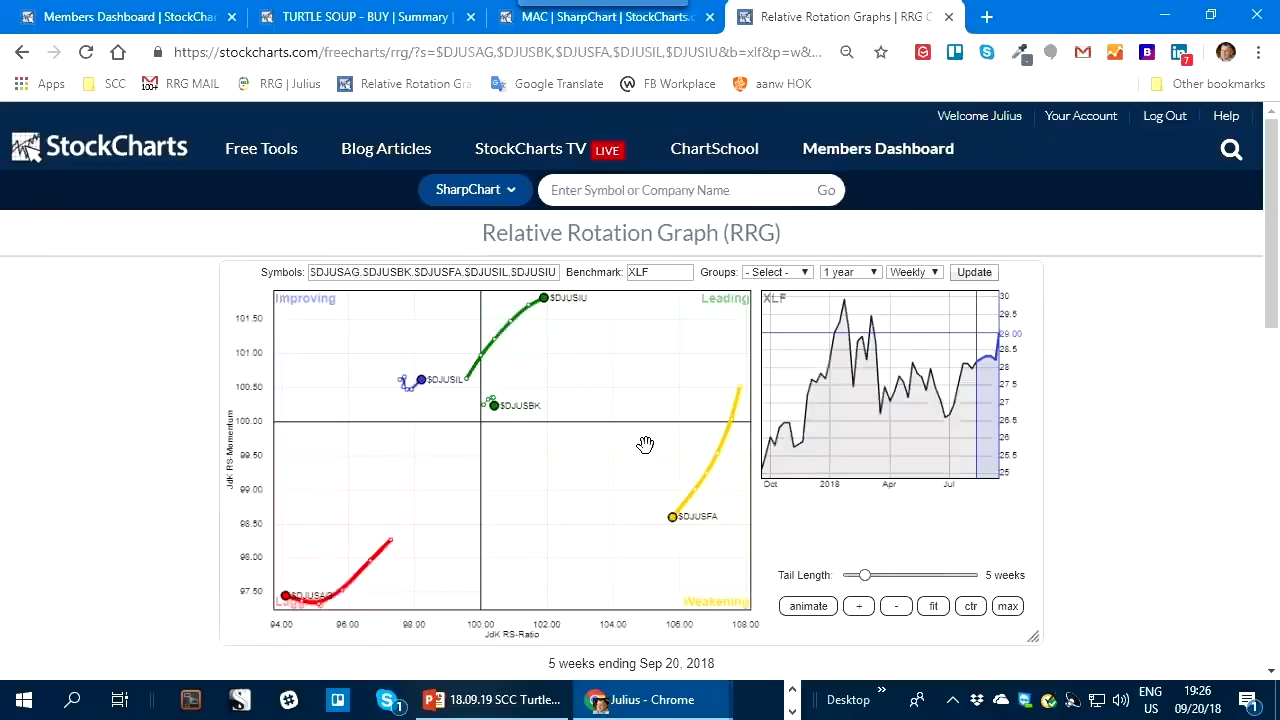 Members Dashboard | StockChar
TURTLE SOUP - BUY | Summary |
MAC | SharpChart | StockCharts.c
Relative Rotation Graphs | RRG C
https://stockcharts.com/freecharts/rrg/?s=$DJUSAG,$DJUSBK,$DJUSFA,$DJUSIL,$DJUSIU&b=xlf&p=w&...
7
Apps
SCC
100+
RRG MAIL
RRG | Julius
Relative Rotation Gra
Google Translate
FB Workplace
aanw HOK
Other bookmarks
Welcome Julius
Your Account
Log Out
Help
StockCharts
Free Tools
Blog Articles
StockCharts TV LIVE
ChartSchool
Members Dashboard
SharpChart
Enter Symbol or Company Name
Go
Relative Rotation Graph (RRG)
Symbols: $DJUSAG,$DJUSBK,$DJUSFA,$DJUSIL,$DJUSIU Benchmark: XLF Groups: - Select - 1 year Weekly Update
Improving
Leading
$DJUSIU
101.50
101.00
$DJUSIL
100.50
$DJUSBK
100.00
99.50
99.00
98.50
$DJUSFA
98.00
97.50
$DJUSAG
Weakening
JdK RS-Momentum
94.00 96.00 98.00 100.00 102.00 104.00 106.00 108.00
JdK RS-Ratio
XLF
30
29.5
29.00
28.5
28
27.5
27
26.5
26
25.5
25
Oct 2018 Apr Jul
Tail Length: 5 weeks
animate + - fit ctr max
5 weeks ending Sep 20, 2018
1
18.09.19 SCC Turtle...
Julius - Chrome
Desktop
ENG
US
19:26
09/20/18
1